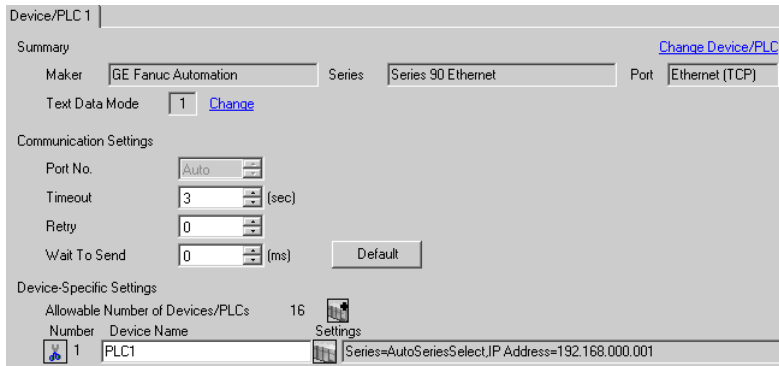 Device/PLC 1
Summary Change Device/PLC
Maker GE Fanuc Automation Series Series 90 Ethernet Port Ethernet (TCP)
Text Data Mode 1 Change
Communication Settings
Port No. Auto
Timeout 3 (sec)
Retry 0
Wait To Send 0 (ms) Default
Device-Specific Settings
Allowable Number of Devices/PLCs 16
Number Device Name Settings
1 PLC1 Series=AutoSeriesSelect,IP Address=192.168.000.001